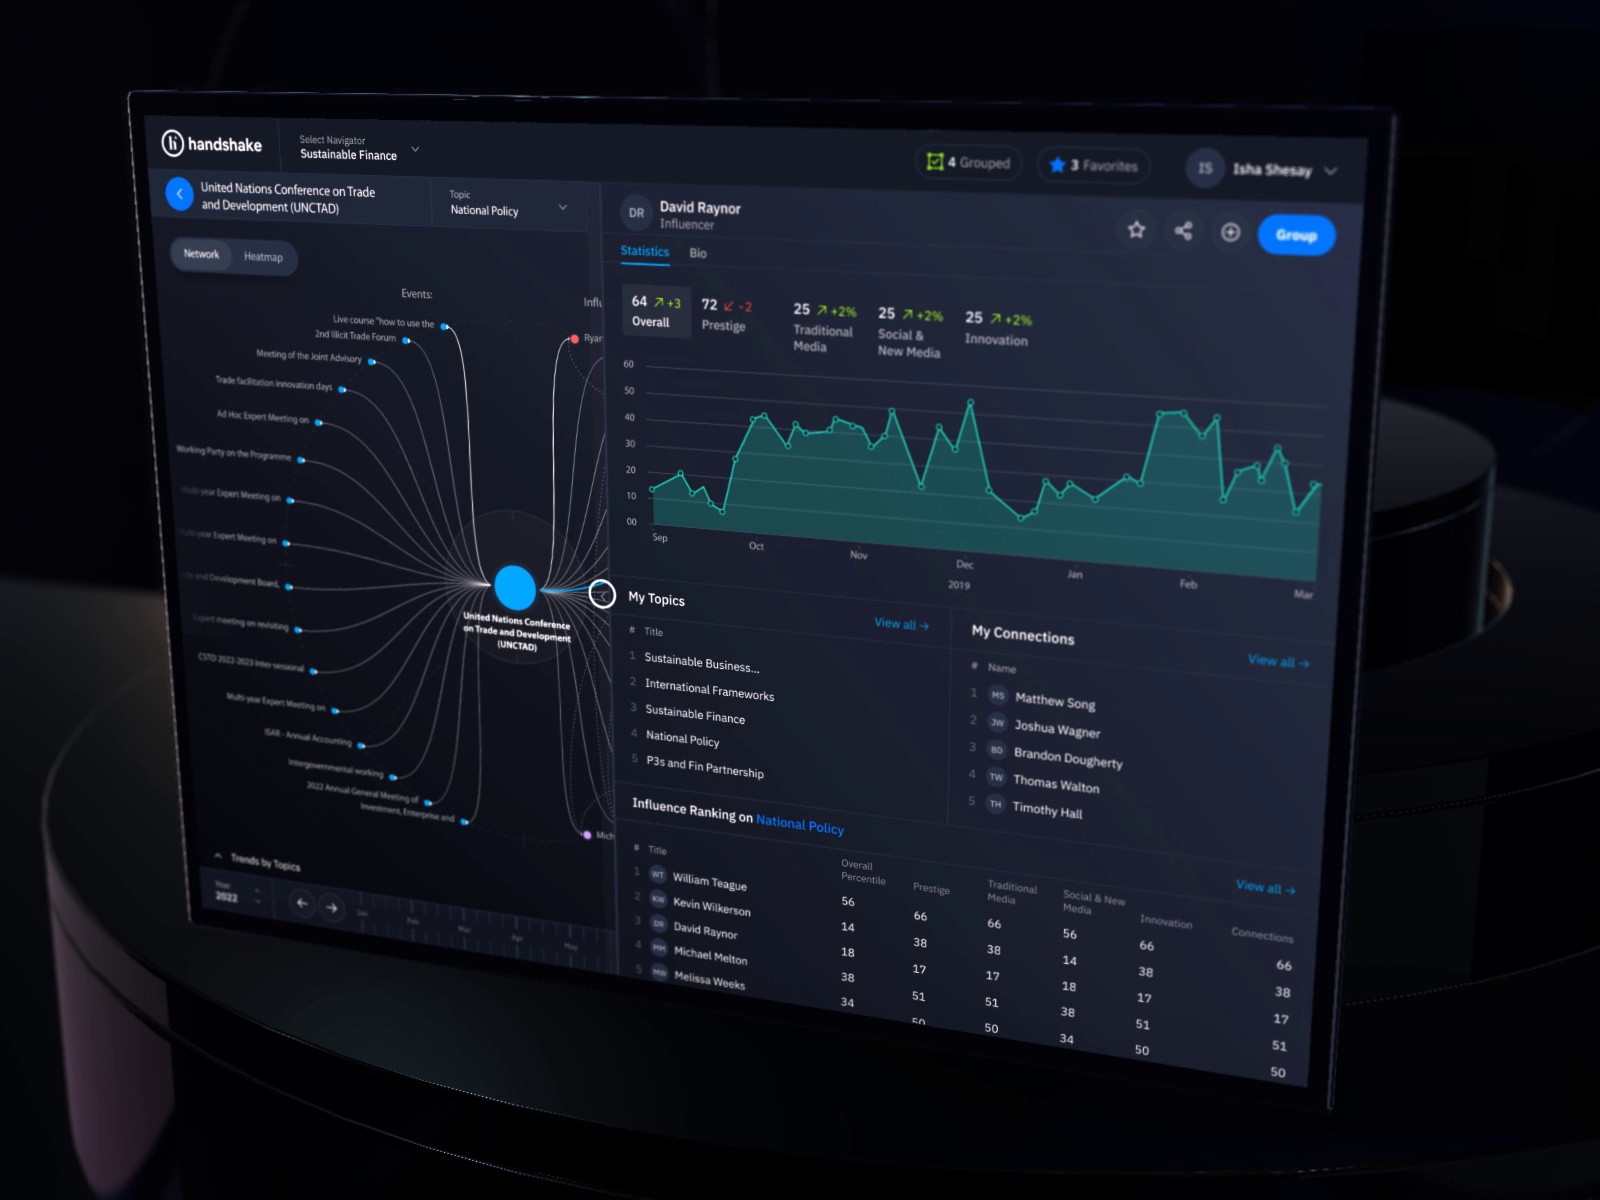 handshake
Select Navigator
Sustainable Finance
4 Grouped
3 Favorites
IS
Isha Shesay
United Nations Conference on Trade
and Development (UNCTAD)
Topic
National Policy
Network
Heatmap
Events:
Live course "how to use the
2nd Illicit Trade Forum
Meeting of the Joint Advisory
Trade facilitation innovation days
Ad Hoc Expert Meeting on
Working Party on the Programme
Multi-year Expert Meeting on
Multi-year Expert Meeting on
and Development Board,
Expert meeting on revisiting
CSTD 2022-2023 Inter-sessional
Multi-year Expert Meeting on
ISAR - Annual Accounting
Intergovernmental working
2022 Annual General Meeting of
Investment, Enterprise and
United Nations Conference
on Trade and Development
(UNCTAD)
Influ
Ryan
Mich
Trends by Topics
Year
2022
Jan
Feb
Mar
Apr
May
DR
David Raynor
Influencer
Group
Statistics
Bio
64 +3
Overall
72 -2
Prestige
25 +2%
Traditional
Media
25 +2%
Social &
New Media
25 +2%
Innovation
60
50
40
30
20
10
00
Sep
Oct
Nov
Dec
2019
Jan
Feb
Mar
My Topics
View all →
# Title
1 Sustainable Business...
2 International Frameworks
3 Sustainable Finance
4 National Policy
5 P3s and Fin Partnership
My Connections
View all →
# Name
1 MS Matthew Song
2 JW Joshua Wagner
3 BD Brandon Dougherty
4 TW Thomas Walton
5 TH Timothy Hall
Influence Ranking on National Policy
View all →
# Title Overall Percentile Prestige Traditional Media Social & New Media Innovation Connections
1 WT William Teague 56 66 66 56 66 66
2 KW Kevin Wilkerson 14 38 38 14 38 38
3 DR David Raynor 18 17 17 18 17 17
4 MM Michael Melton 38 51 51 38 51 51
5 MW Melissa Weeks 34 50 50 34 50 50